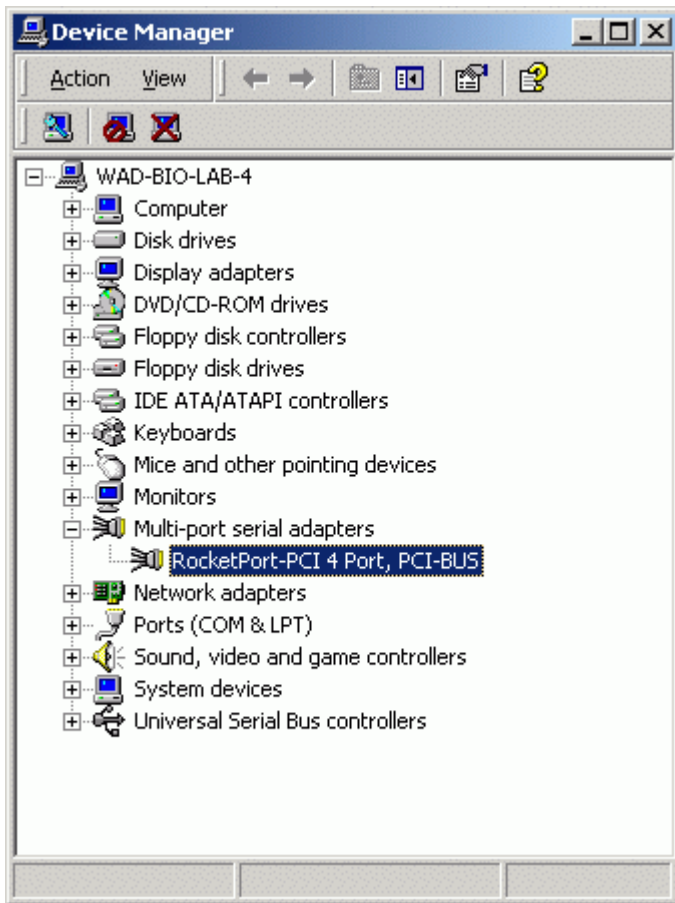 Device Manager
Action View
WAD-BIO-LAB-4
Computer
Disk drives
Display adapters
DVD/CD-ROM drives
Floppy disk controllers
Floppy disk drives
IDE ATA/ATAPI controllers
Keyboards
Mice and other pointing devices
Monitors
Multi-port serial adapters
RocketPort-PCI 4 Port, PCI-BUS
Network adapters
Ports (COM & LPT)
Sound, video and game controllers
System devices
Universal Serial Bus controllers